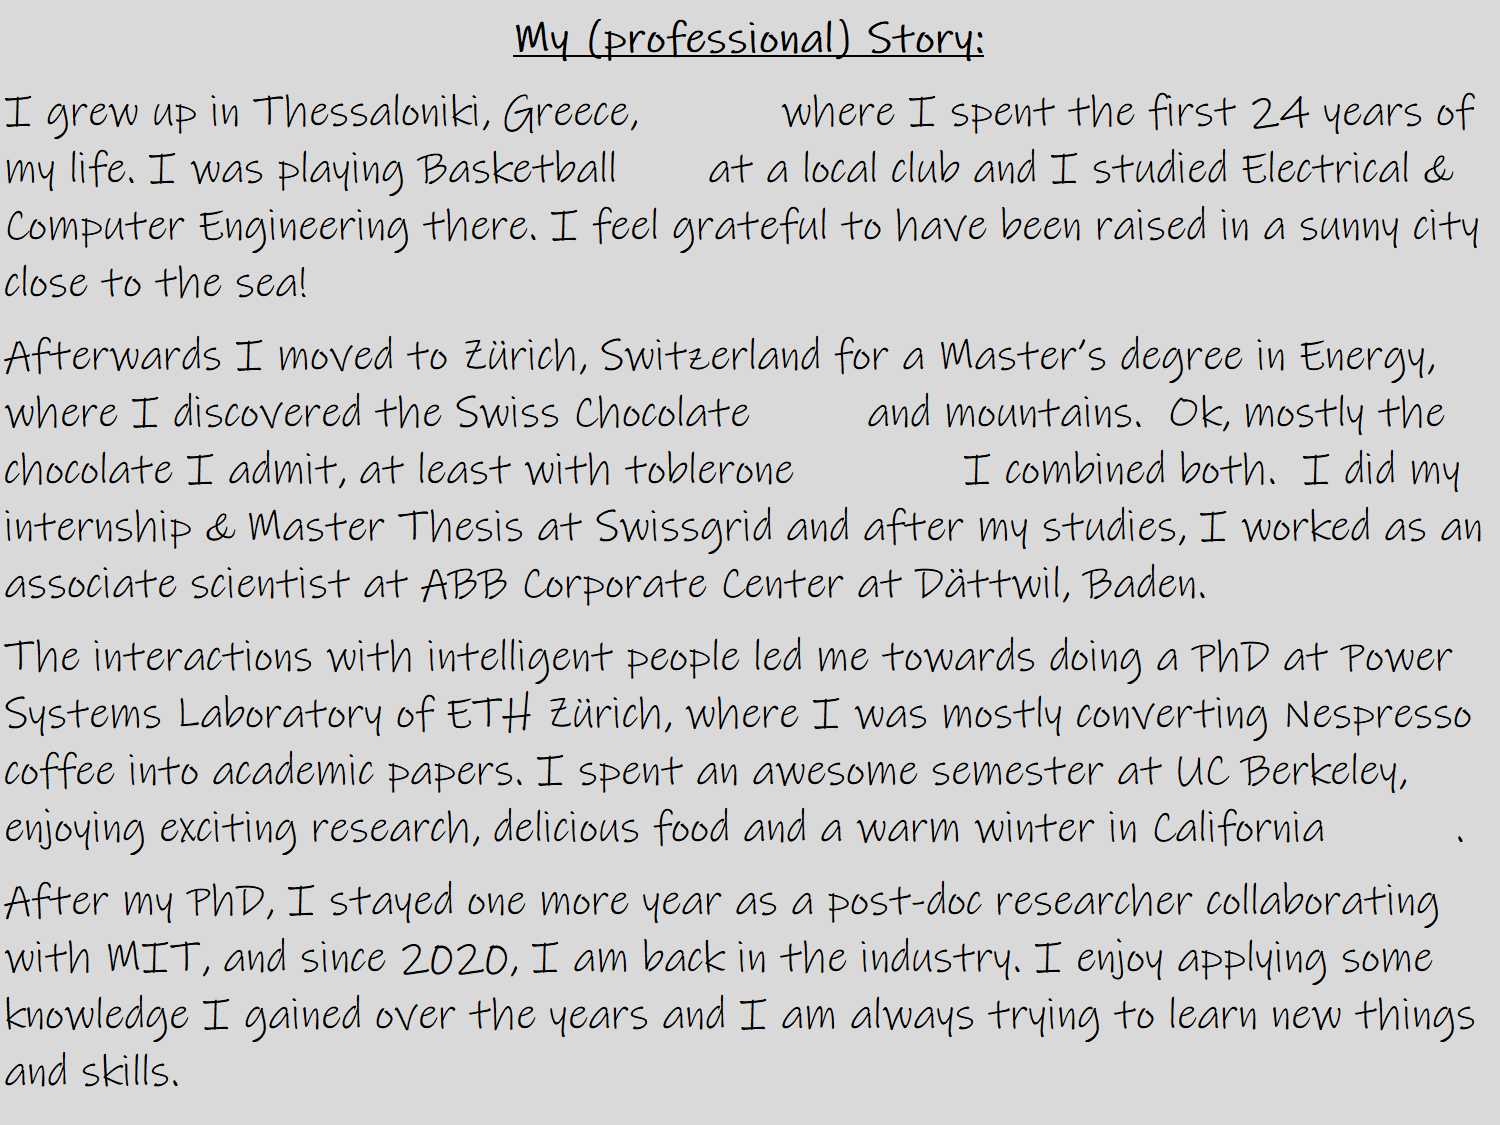 My (professional) Story:
I grew up in Thessaloniki, Greece, where I spent the first 24 years of
my life. I was playing Basketball at a local club and I studied Electrical &
Computer Engineering there. I feel grateful to have been raised in a sunny city
close to the sea!
Afterwards I moved to Zürich, Switzerland for a Master's degree in Energy,
where I discovered the Swiss Chocolate and mountains. Ok, mostly the
chocolate I admit, at least with toblerone I combined both. I did my
internship & Master Thesis at Swissgrid and after my studies, I worked as an
associate scientist at ABB Corporate Center at Dättwil, Baden.
The interactions with intelligent people led me towards doing a PhD at Power
Systems Laboratory of ETH Zürich, where I was mostly converting Nespresso
coffee into academic papers. I spent an awesome semester at UC Berkeley,
enjoying exciting research, delicious food and a warm winter in California .
After my PhD, I stayed one more year as a post-doc researcher collaborating
with MIT, and since 2020, I am back in the industry. I enjoy applying some
knowledge I gained over the years and I am always trying to learn new things
and skills.